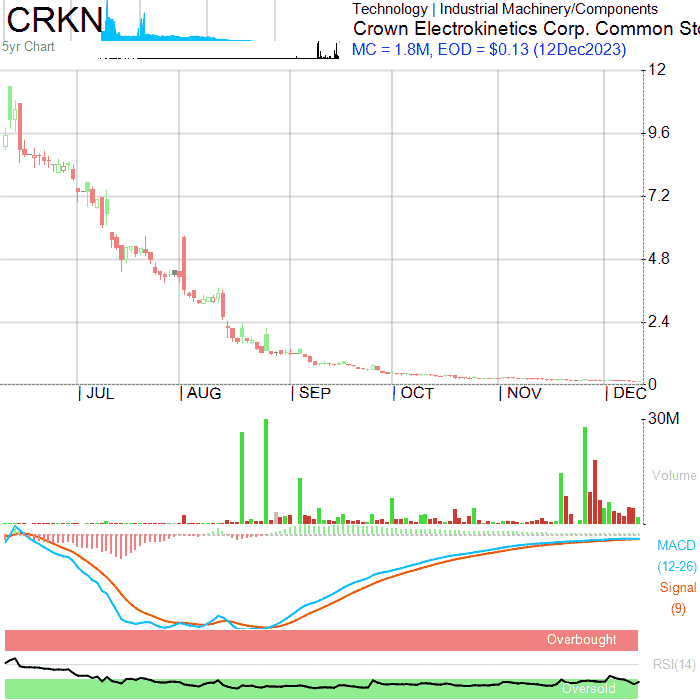 CRKN
5yr Chart
Technology | Industrial Machinery/Components
Crown Electrokinetics Corp. Common Sto
MC = 1.8M, EOD = $0.13 (12Dec2023)
12
9.6
7.2
4.8
2.4
0
JUL
AUG
SEP
OCT
NOV
DEC
30M
Volume
MACD
(12-26)
Signal
(9)
Overbought
RSI(14)
Oversold